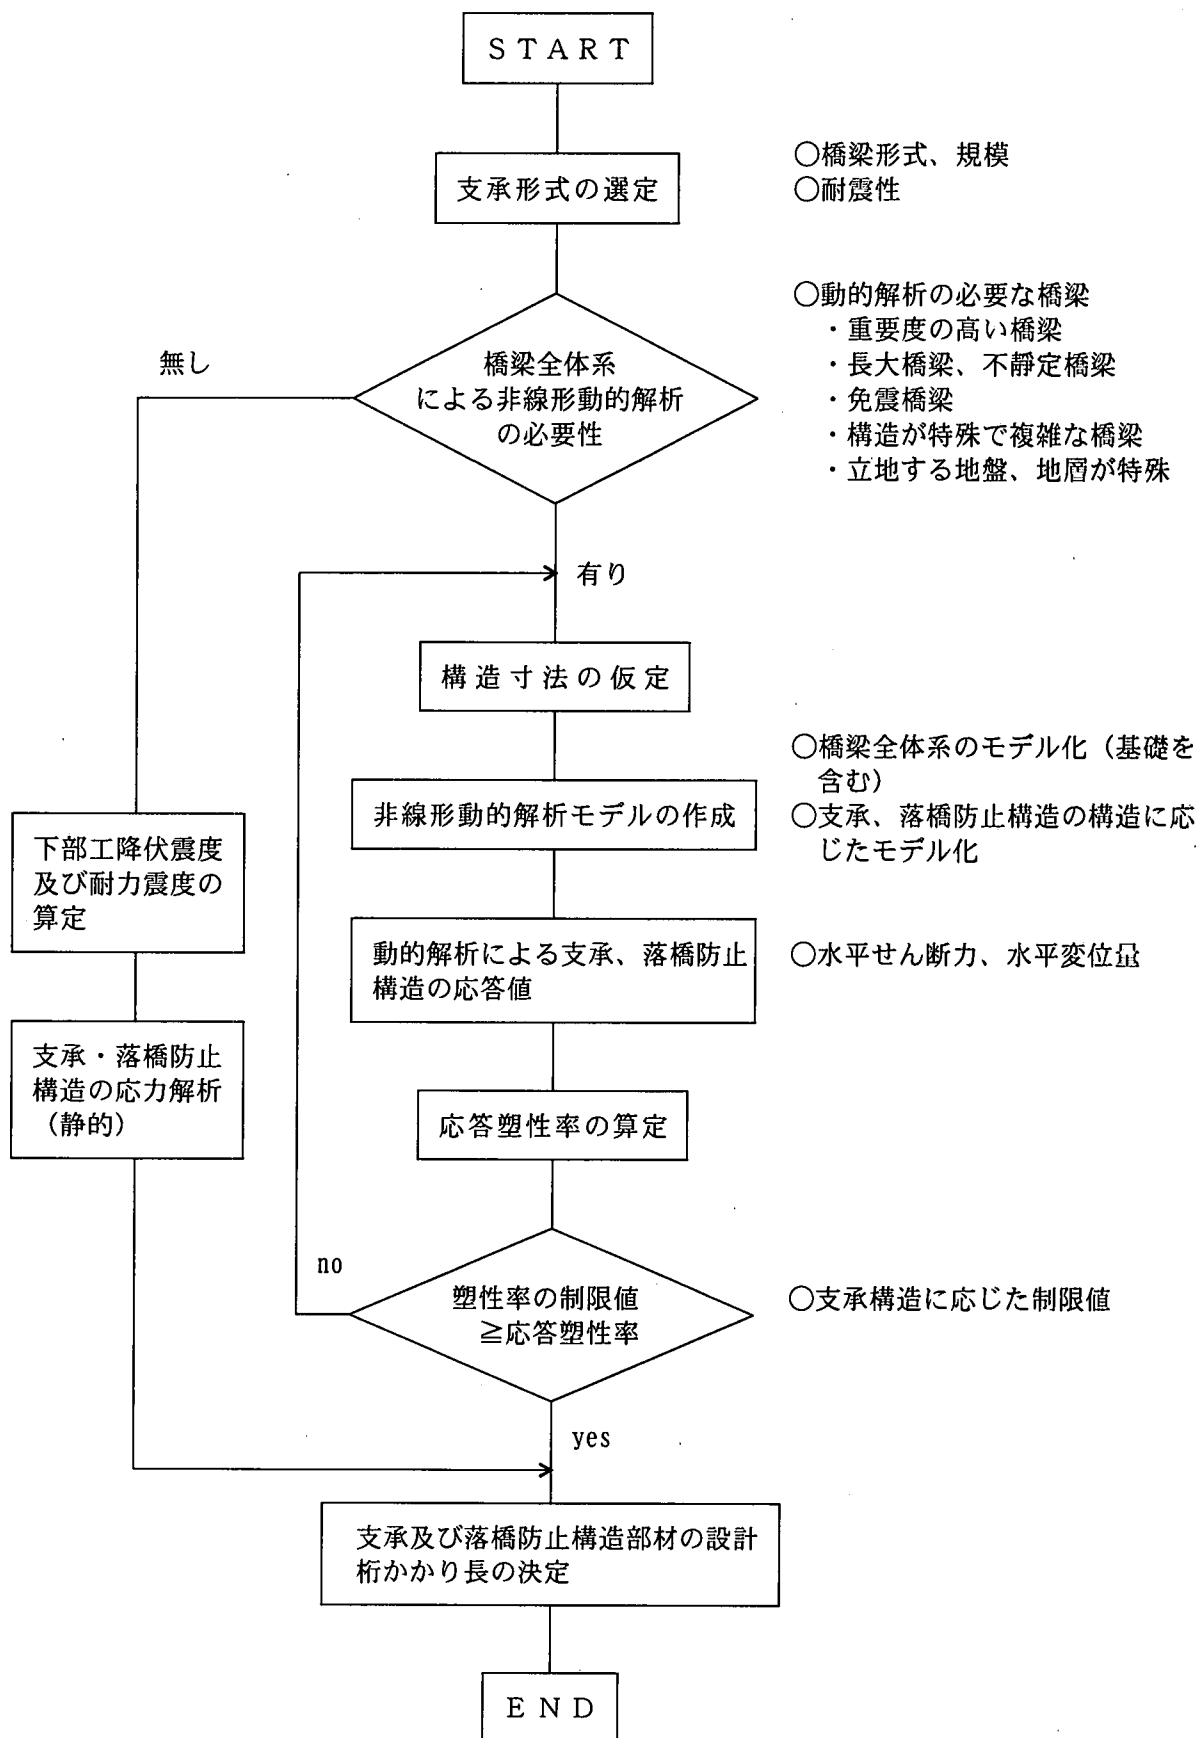 START
支承形式の選定
○橋梁形式、規模
○耐震性
橋梁全体系
による非線形動的解析
の必要性
○動的解析の必要な橋梁
・重要度の高い橋梁
・長大橋梁、不靜定橋梁
・免震橋梁
・構造が特殊で複雑な橋梁
・立地する地盤、地層が特殊
無し
有り
構造寸法の仮定
非線形動的解析モデルの作成
○橋梁全体系のモデル化（基礎を
含む）
○支承、落橋防止構造の構造に応
じたモデル化
下部工降伏震度
及び耐力震度の
算定
動的解析による支承、落橋防止
構造の応答値
○水平せん断力、水平変位量
支承・落橋防止
構造の応力解析
（静的）
応答塑性率の算定
no
塑性率の制限値
≧応答塑性率
○支承構造に応じた制限値
yes
支承及び落橋防止構造部材の設計
桁かかり長の決定
END